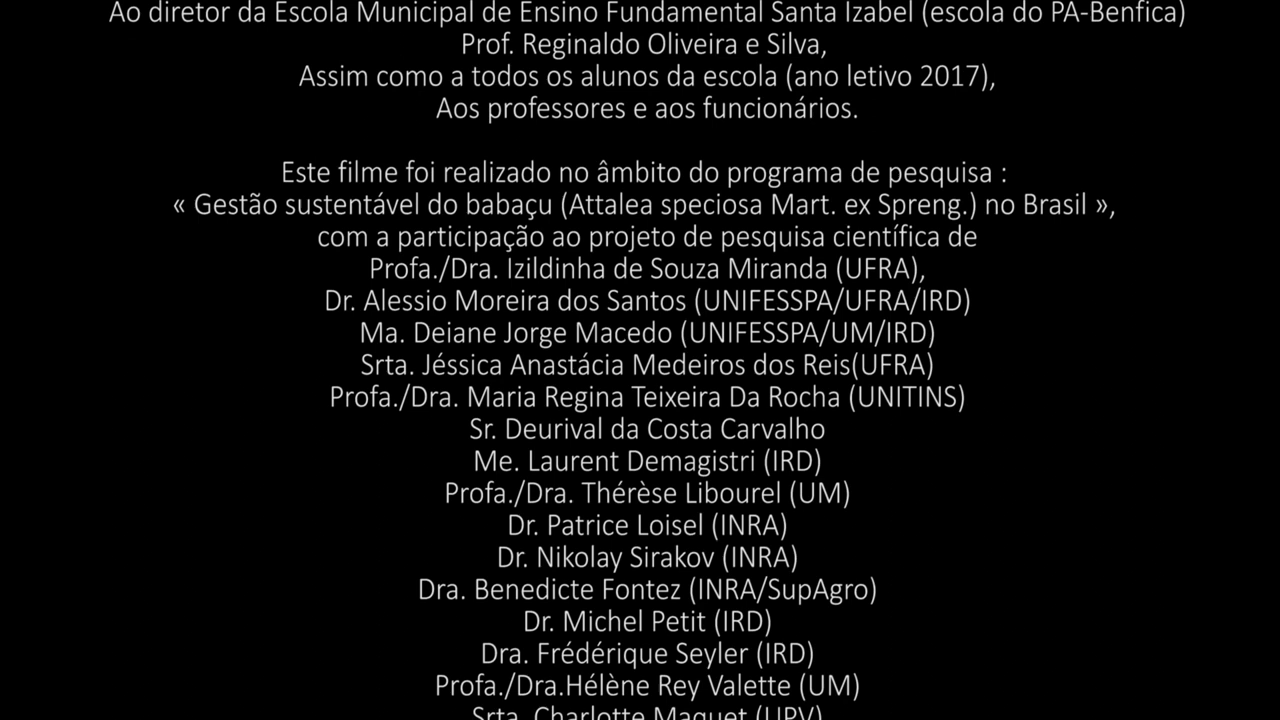 Ao diretor da Escola Municipal de Ensino Fundamental Santa Izabel (escola do PA-Benfica)
Prof. Reginaldo Oliveira e Silva,
Assim como a todos os alunos da escola (ano letivo 2017),
Aos professores e aos funcionários.
Este filme foi realizado no âmbito do programa de pesquisa :
« Gestão sustentável do babaçu (Attalea speciosa Mart. ex Spreng.) no Brasil »,
com a participação ao projeto de pesquisa científica de
Profa./Dra. Izildinha de Souza Miranda (UFRA),
Dr. Alessio Moreira dos Santos (UNIFESSPA/UFRA/IRD)
Ma. Deiane Jorge Macedo (UNIFESSPA/UM/IRD)
Srta. Jéssica Anastácia Medeiros dos Reis(UFRA)
Profa./Dra. Maria Regina Teixeira Da Rocha (UNITINS)
Sr. Deurival da Costa Carvalho
Me. Laurent Demagistri (IRD)
Profa./Dra. Thérèse Libourel (UM)
Dr. Patrice Loisel (INRA)
Dr. Nikolay Sirakov (INRA)
Dra. Benedicte Fontez (INRA/SupAgro)
Dr. Michel Petit (IRD)
Dra. Frédérique Seyler (IRD)
Profa./Dra.Hélène Rey Valette (UM)
Srta. Charlotte Maquet (UPV)